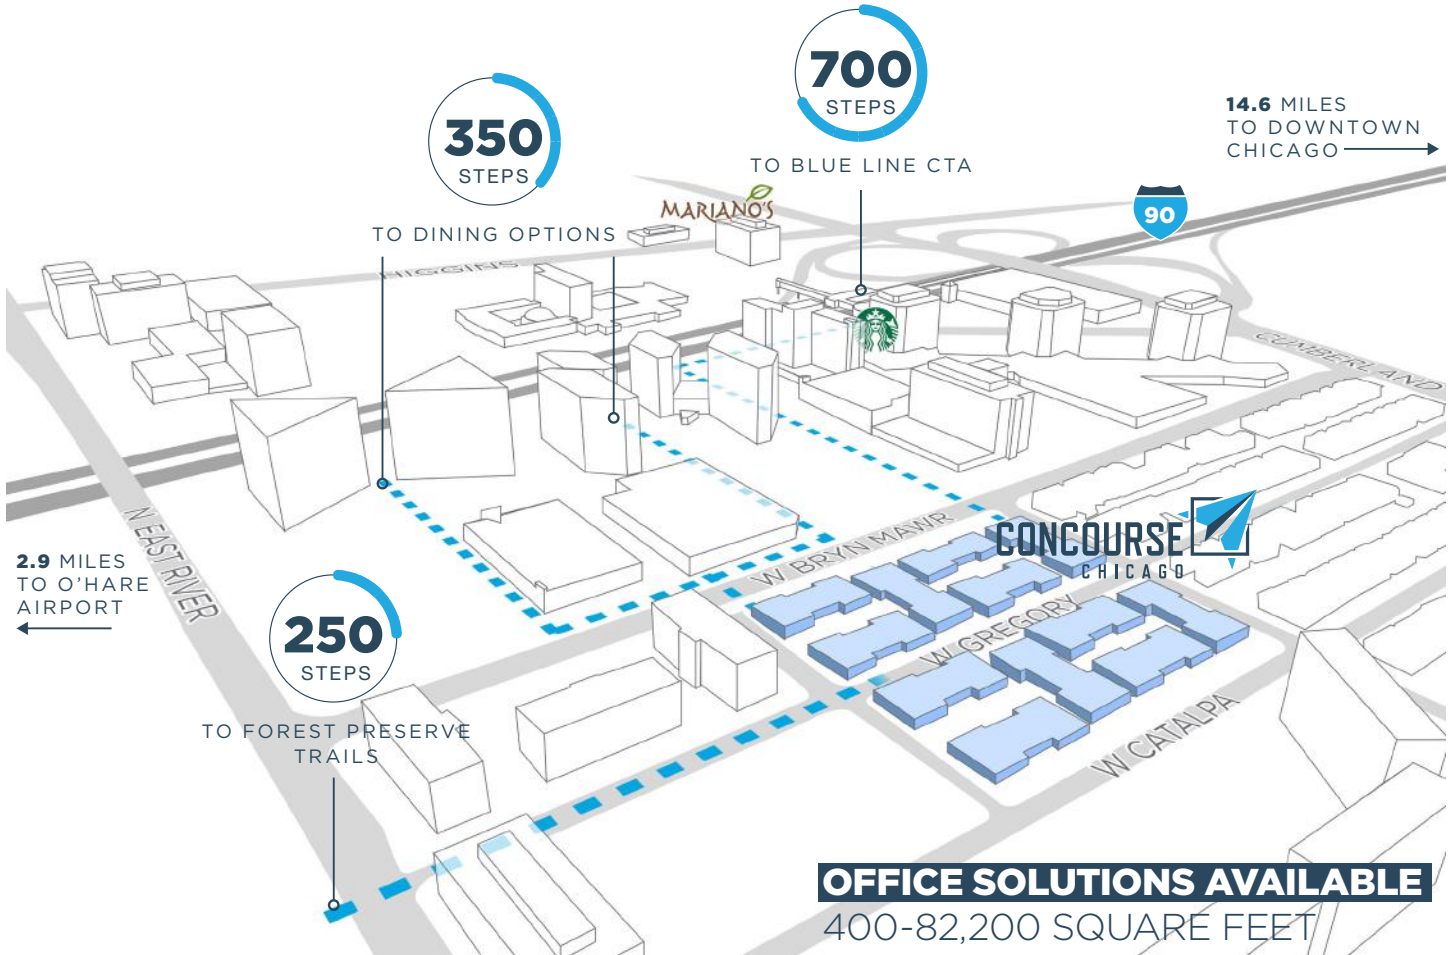 700
STEPS
TO BLUE LINE CTA
350
STEPS
TO DINING OPTIONS
14.6 MILES
TO DOWNTOWN
CHICAGO
MARIANO'S
90
HIGGINS
CUMBERLAND
N EAST RIVER
W BRYN MAWR
CONCOURSE
CHICAGO
2.9 MILES
TO O'HARE
AIRPORT
250
STEPS
TO FOREST PRESERVE
TRAILS
W GREGORY
W CATALPA
OFFICE SOLUTIONS AVAILABLE
400-82,200 SQUARE FEET